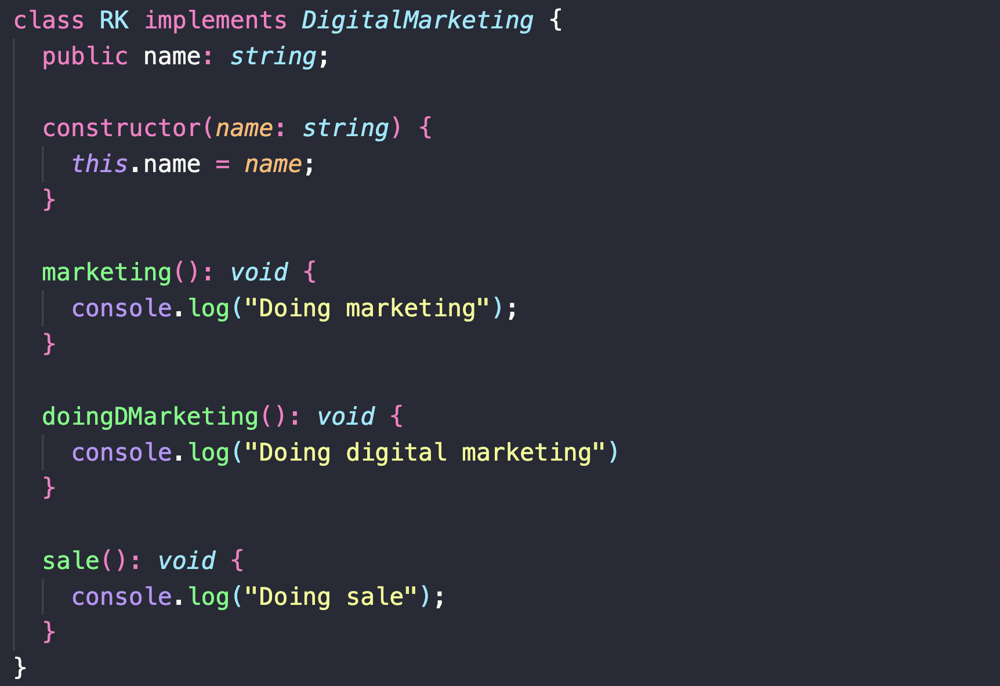 class RK implements DigitalMarketing {
  public name: string;

  constructor(name: string) {
    this.name = name;
  }

  marketing(): void {
    console.log("Doing marketing");
  }

  doingDMarketing(): void {
    console.log("Doing digital marketing")
  }

  sale(): void {
    console.log("Doing sale");
  }
}